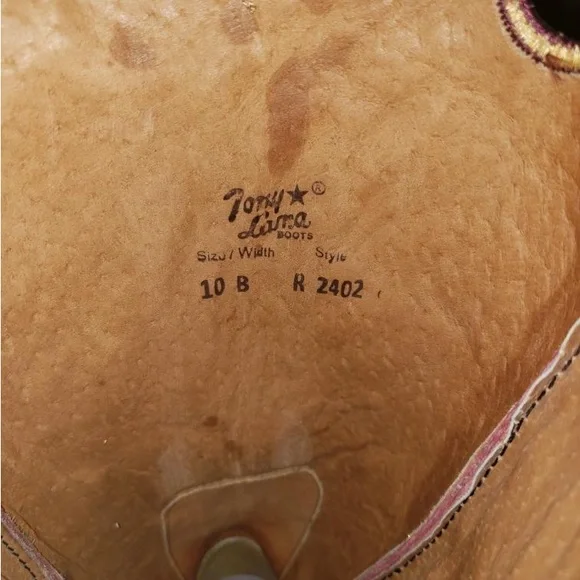 Tony ★ ®
Lama
BOOTS
Size / Width Style
10 B R 2402